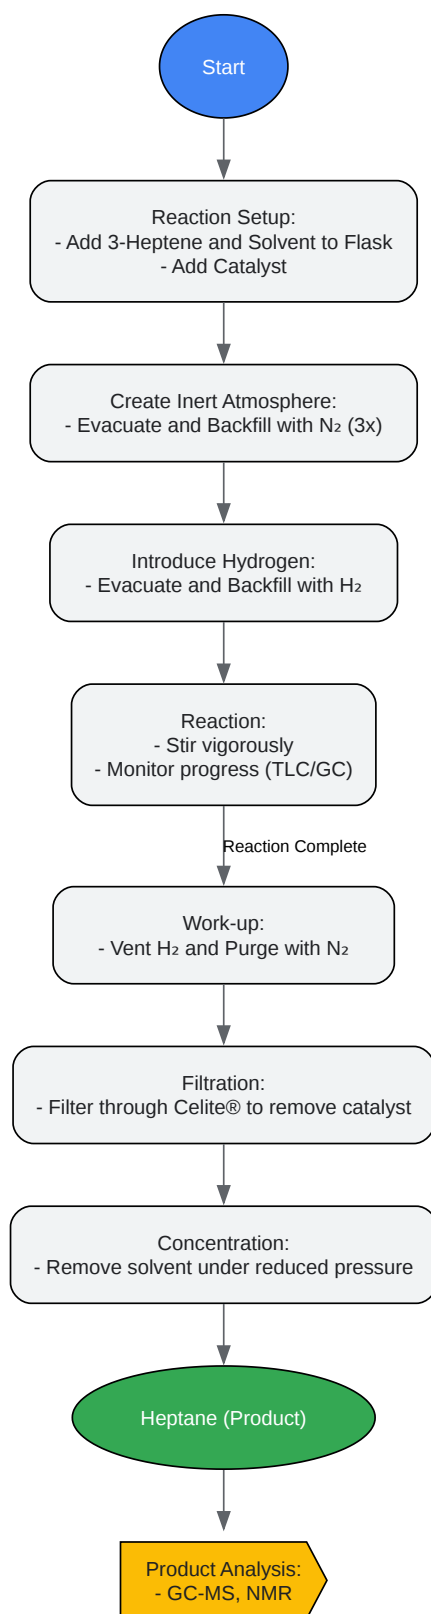 Start
Reaction Setup:
- Add 3-Heptene and Solvent to Flask
- Add Catalyst
Create Inert Atmosphere:
- Evacuate and Backfill with N₂ (3x)
Introduce Hydrogen:
- Evacuate and Backfill with H₂
Reaction:
- Stir vigorously
- Monitor progress (TLC/GC)
Reaction Complete
Work-up:
- Vent H₂ and Purge with N₂
Filtration:
- Filter through Celite® to remove catalyst
Concentration:
- Remove solvent under reduced pressure
Heptane (Product)
Product Analysis:
- GC-MS, NMR